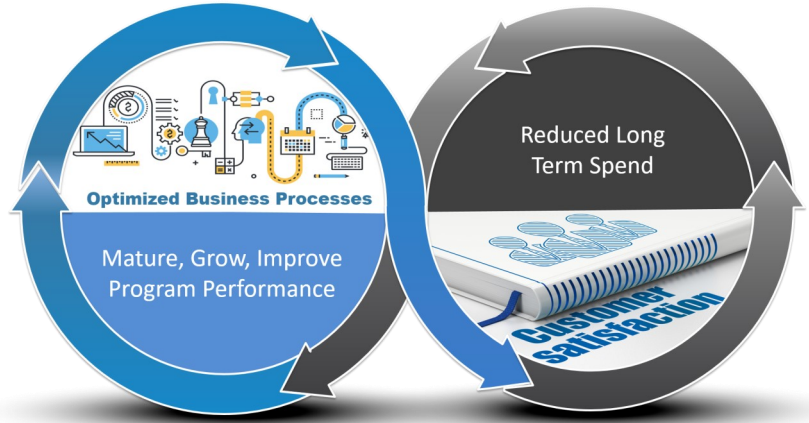 Optimized Business Processes
Mature, Grow, Improve
Program Performance
Reduced Long
Term Spend
Customer
satisfaction